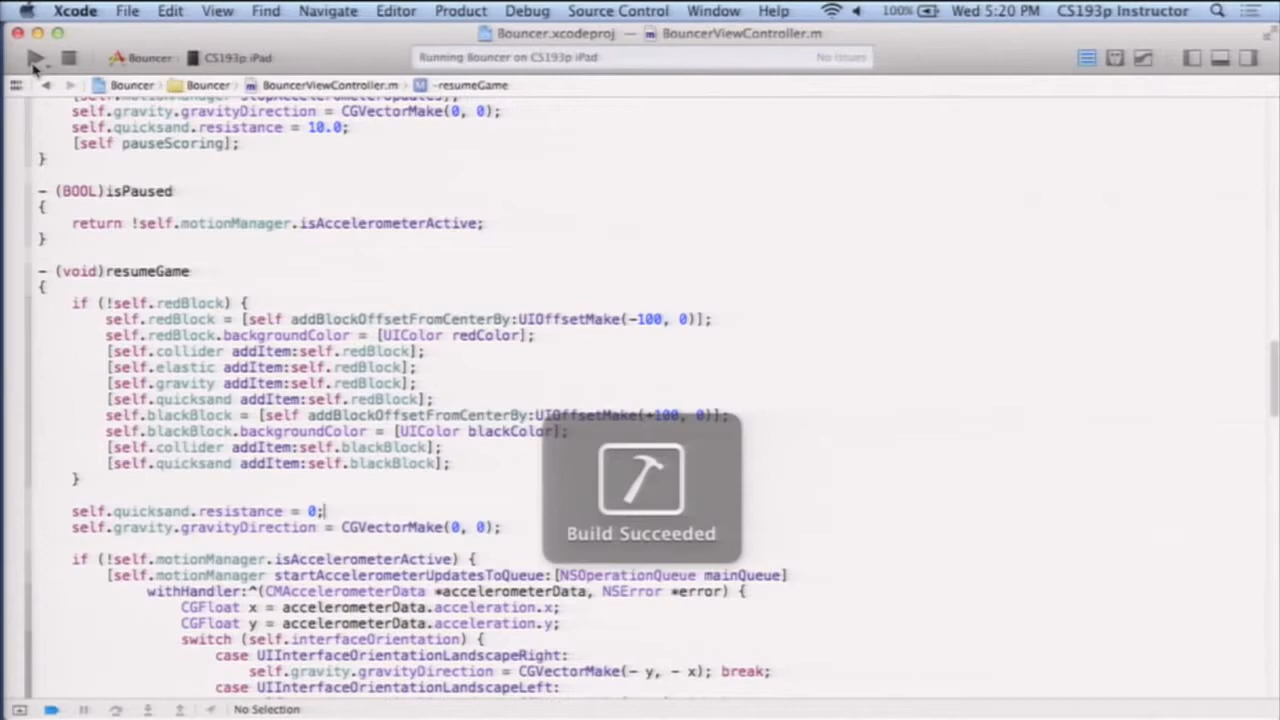 Xcode File Edit View Find Navigate Editor Product Debug Source Control Window Help 100% Wed 5:20 PM CS193p Instructor
Bouncer.xcodeproj — BouncerViewController.m
Bouncer CS193p iPad Running Bouncer on CS193p iPad No Issues
Bouncer Bouncer BouncerViewController.m M -resumeGame
[self.motionManager stopAccelerometerUpdates];
self.gravity.gravityDirection = CGVectorMake(0, 0);
self.quicksand.resistance = 10.0;
[self pauseScoring];
}
- (BOOL)isPaused
{
return !self.motionManager.isAccelerometerActive;
}
- (void)resumeGame
{
if (!self.redBlock) {
self.redBlock = [self addBlockOffsetFromCenterBy:UIOffsetMake(-100, 0)];
self.redBlock.backgroundColor = [UIColor redColor];
[self.collider addItem:self.redBlock];
[self.elastic addItem:self.redBlock];
[self.gravity addItem:self.redBlock];
[self.quicksand addItem:self.redBlock];
self.blackBlock = [self addBlockOffsetFromCenterBy:UIOffsetMake(+100, 0)];
self.blackBlock.backgroundColor = [UIColor blackColor];
[self.collider addItem:self.blackBlock];
[self.quicksand addItem:self.blackBlock];
}
self.quicksand.resistance = 0;
self.gravity.gravityDirection = CGVectorMake(0, 0);
Build Succeeded
if (!self.motionManager.isAccelerometerActive) {
[self.motionManager startAccelerometerUpdatesToQueue:[NSOperationQueue mainQueue]
withHandler:^(CMAccelerometerData *accelerometerData, NSError *error) {
CGFloat x = accelerometerData.acceleration.x;
CGFloat y = accelerometerData.acceleration.y;
switch (self.interfaceOrientation) {
case UIInterfaceOrientationLandscapeRight:
self.gravity.gravityDirection = CGVectorMake(- y, - x); break;
case UIInterfaceOrientationLandscapeLeft:
No Selection